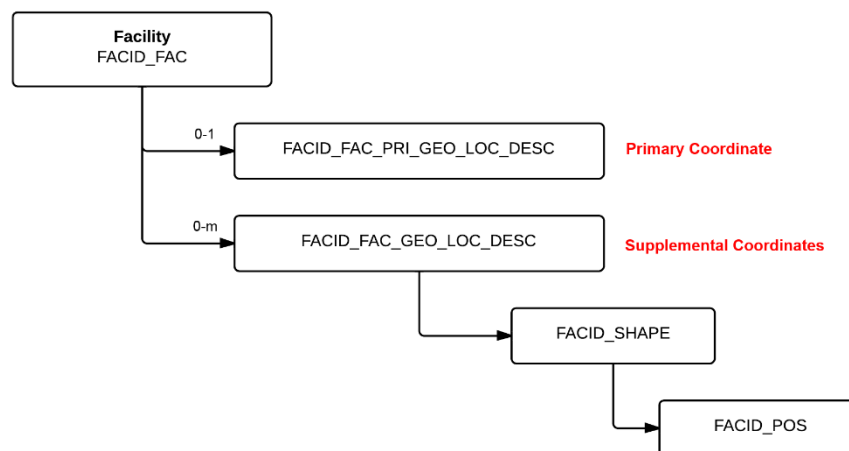 Facility
FACID_FAC
0-1
FACID_FAC_PRI_GEO_LOC_DESC
Primary Coordinate
0-m
FACID_FAC_GEO_LOC_DESC
Supplemental Coordinates
FACID_SHAPE
FACID_POS